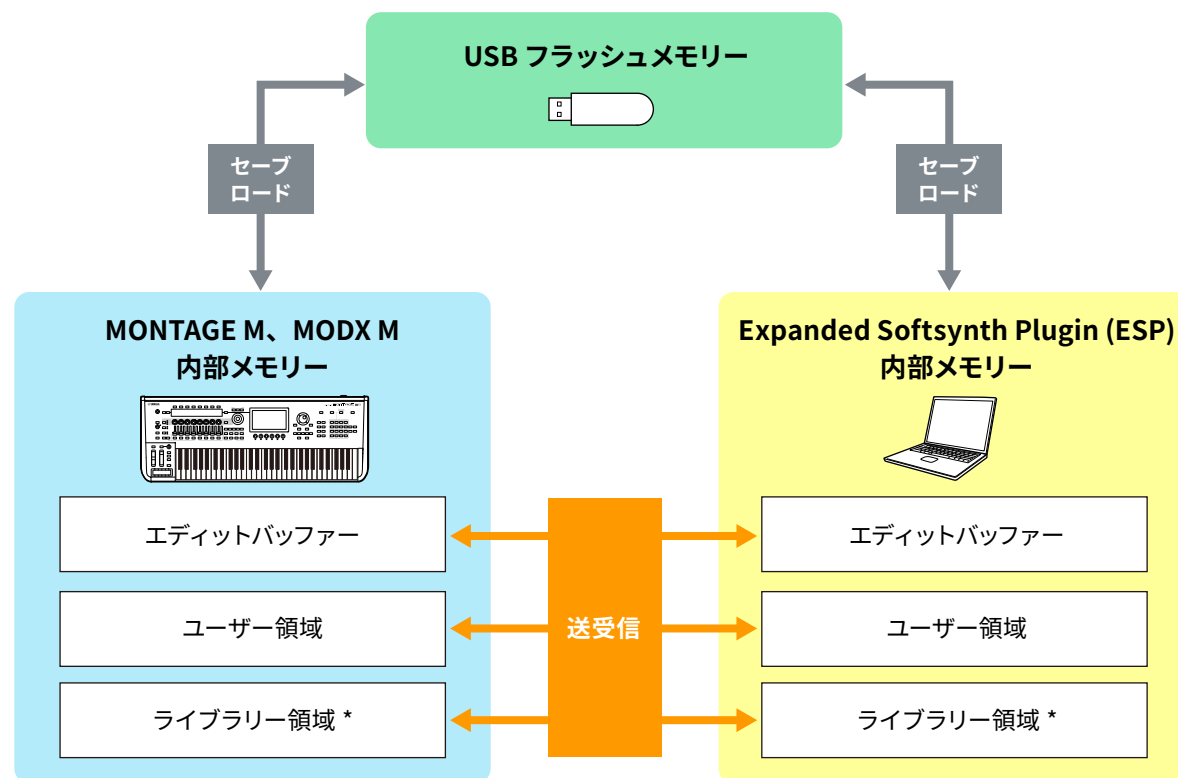 USB フラッシュメモリー
セーブ
ロード
セーブ
ロード
MONTAGE M、MODX M
内部メモリー
Expanded Softsynth Plugin (ESP)
内部メモリー
エディットバッファー
エディットバッファー
ユーザー領域
送受信
ユーザー領域
ライブラリー領域 *
ライブラリー領域 *